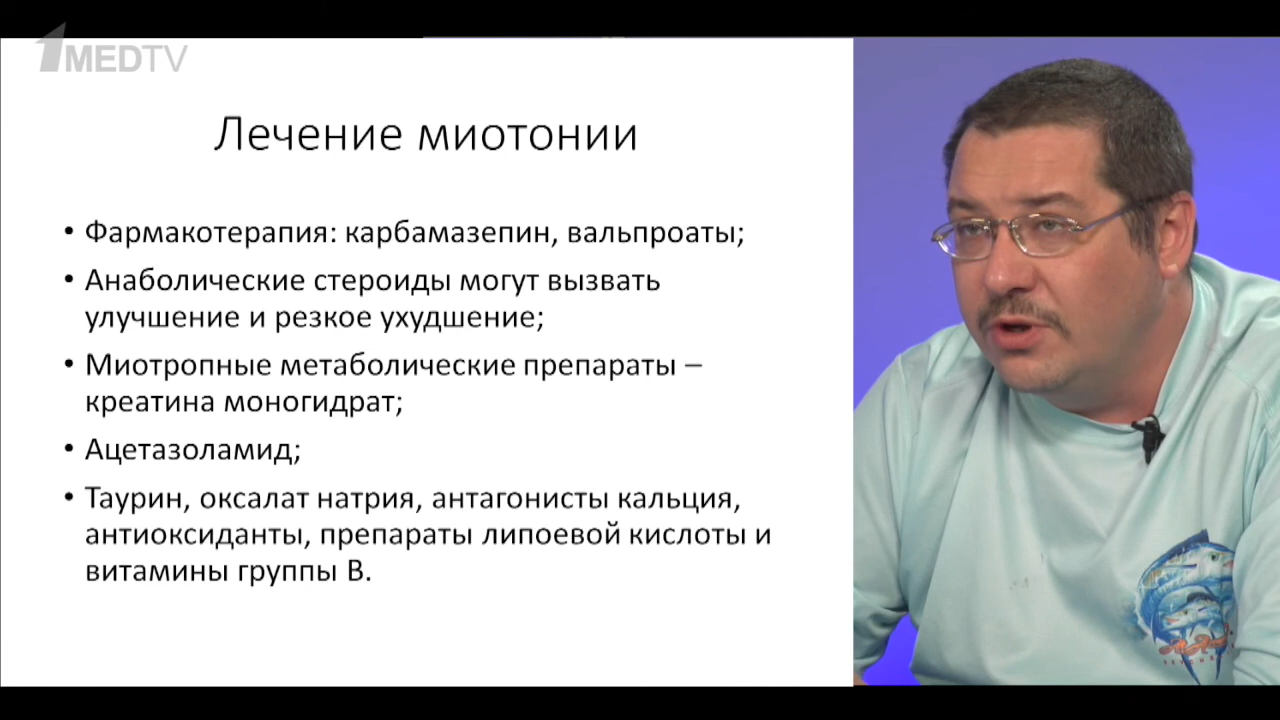 1MEDTV
Лечение миотонии
• Фармакотерапия: карбамазепин, вальпроаты;
• Анаболические стероиды могут вызвать
улучшение и резкое ухудшение;
• Миотропные метаболические препараты –
креатина моногидрат;
• Ацетазоламид;
• Таурин, оксалат натрия, антагонисты кальция,
антиоксиданты, препараты липоевой кислоты и
витамины группы В.